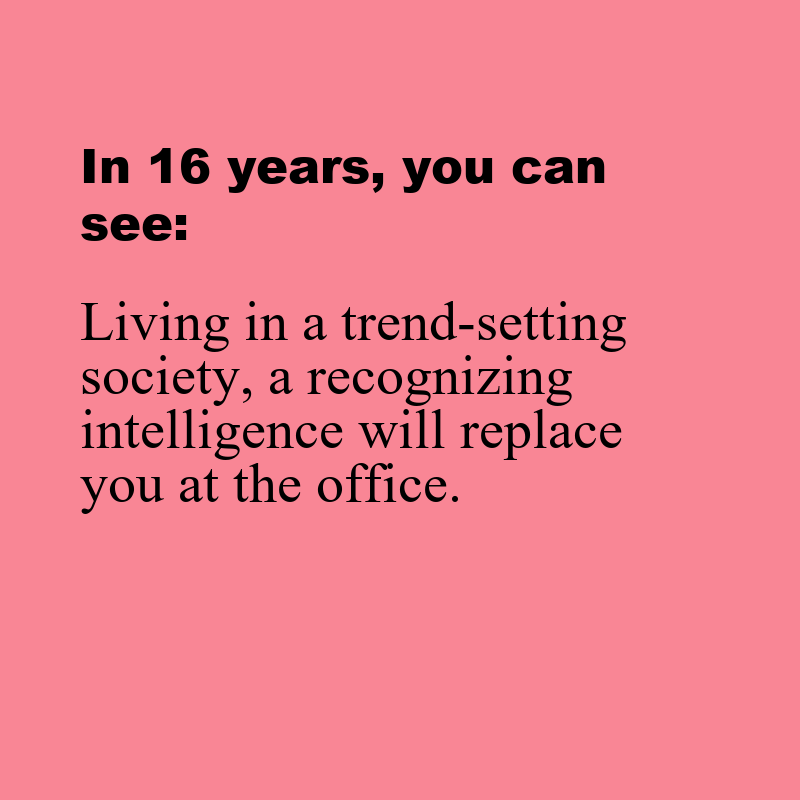 In 16 years, you can
see:
Living in a trend-setting
society, a recognizing
intelligence will replace
you at the office.